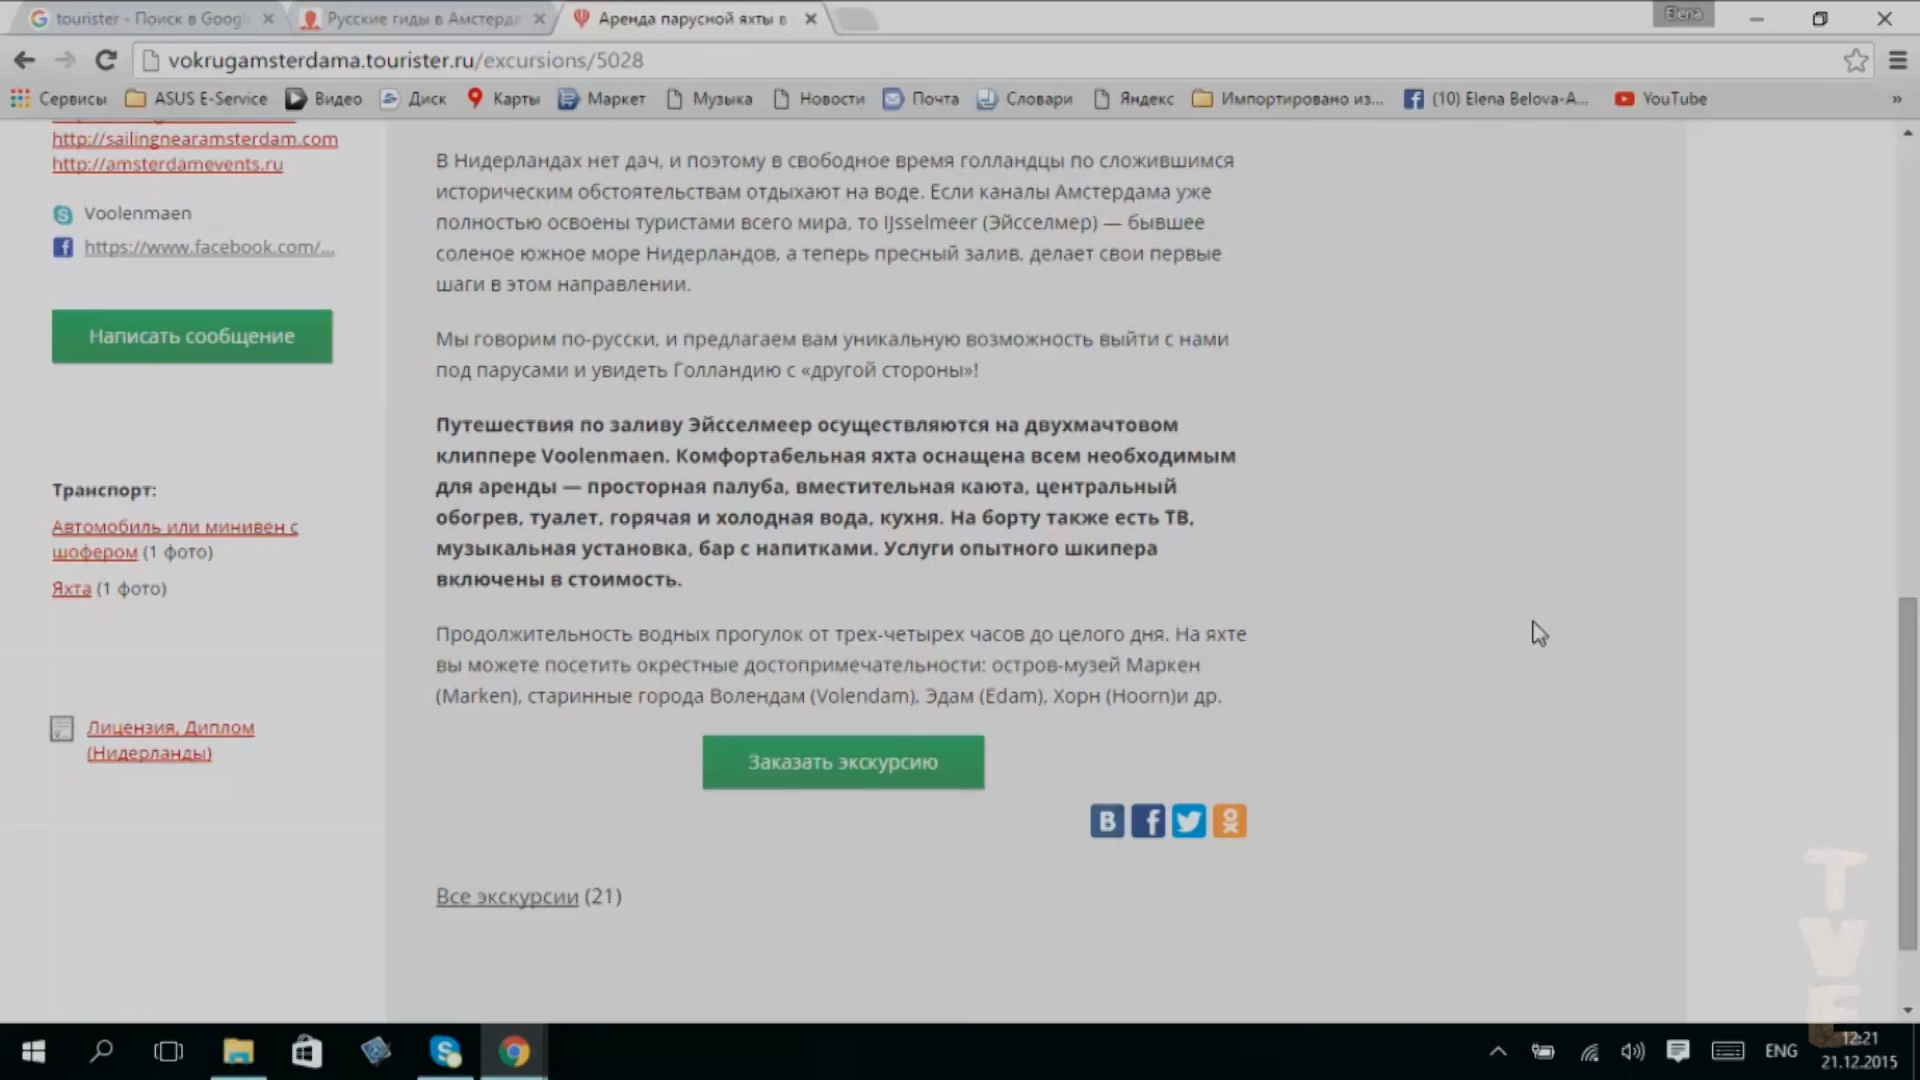 tourister - Поиск в Googl
Русские гиды в Амстерда
Аренда парусной яхты в
Elena
vokrugamsterdama.tourister.ru/excursions/5028
Сервисы
ASUS E-Service
Видео
Диск
Карты
Маркет
Музыка
Новости
Почта
Словари
Яндекс
Импортировано из...
(10) Elena Belova-A...
YouTube
»
http://sailingnearamsterdam.com
http://amsterdamevents.ru
Voolenmaen
https://www.facebook.com/...
Написать сообщение
Транспорт:
Автомобиль или минивен с
шофером (1 фото)
Яхта (1 фото)
Лицензия, Диплом
(Нидерланды)
В Нидерландах нет дач, и поэтому в свободное время голландцы по сложившимся
историческим обстоятельствам отдыхают на воде. Если каналы Амстердама уже
полностью освоены туристами всего мира, то IJsselmeer (Эйсселмер) — бывшее
соленое южное море Нидерландов, а теперь пресный залив, делает свои первые
шаги в этом направлении.
Мы говорим по-русски, и предлагаем вам уникальную возможность выйти с нами
под парусами и увидеть Голландию с «другой стороны»!
Путешествия по заливу Эйсселмеер осуществляются на двухмачтовом
клиппере Voolenmaen. Комфортабельная яхта оснащена всем необходимым
для аренды — просторная палуба, вместительная каюта, центральный
обогрев, туалет, горячая и холодная вода, кухня. На борту также есть ТВ,
музыкальная установка, бар с напитками. Услуги опытного шкипера
включены в стоимость.
Продолжительность водных прогулок от трех-четырех часов до целого дня. На яхте
вы можете посетить окрестные достопримечательности: остров-музей Маркен
(Marken), старинные города Волендам (Volendam), Эдам (Edam), Хорн (Hoorn)и др.
Заказать экскурсию
Все экскурсии (21)
T
V
E
ENG
12:21
21.12.2015